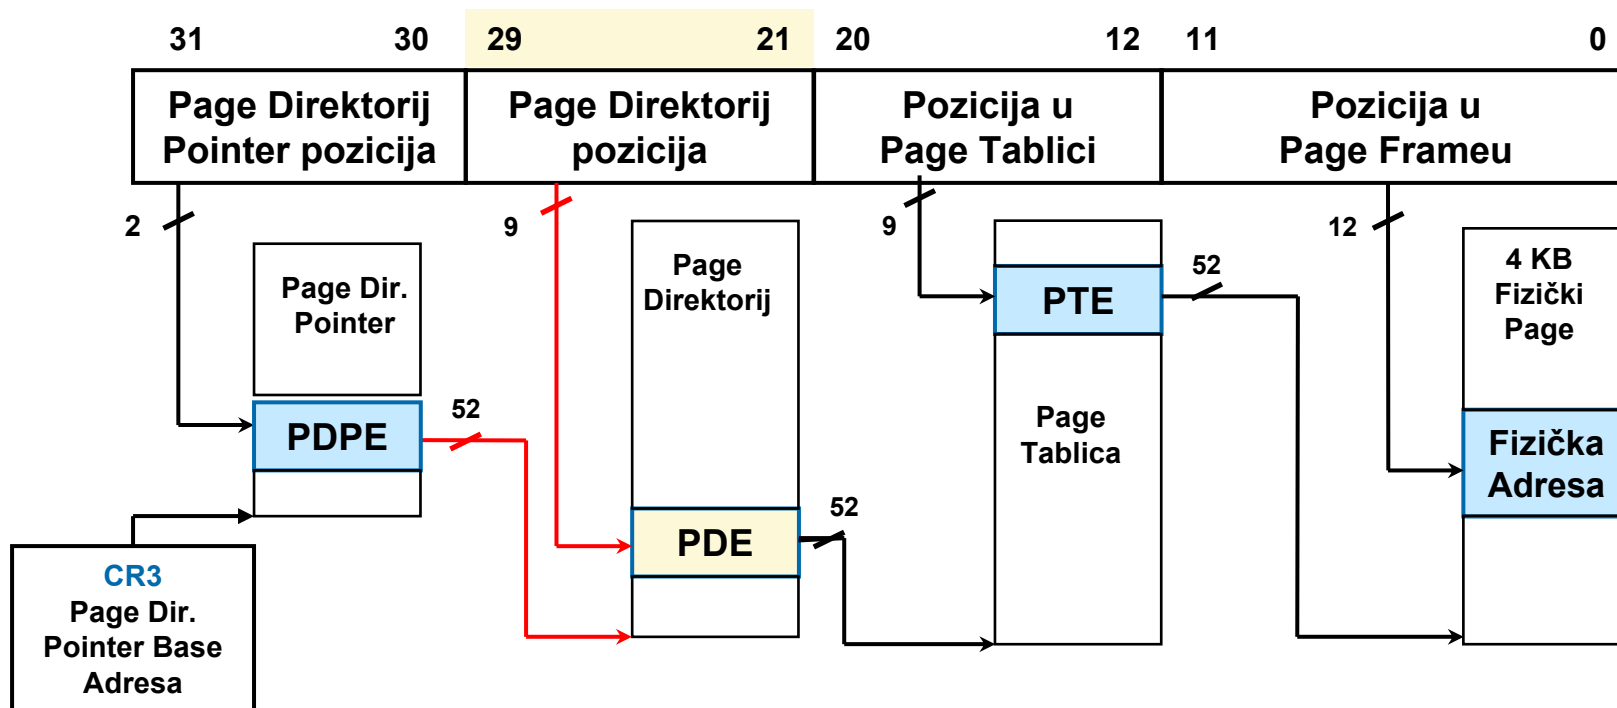 31 30 29 21 20 12 11 0
Page Direktorij
Pointer pozicija
Page Direktorij
pozicija
Pozicija u
Page Tablici
Pozicija u
Page Frameu
2
9
9
12
Page Dir.
Pointer
PDPE
52
CR3
Page Dir.
Pointer Base
Adresa
Page
Direktorij
PDE
52
PTE
52
Page
Tablica
4 KB
Fizički
Page
Fizička
Adresa